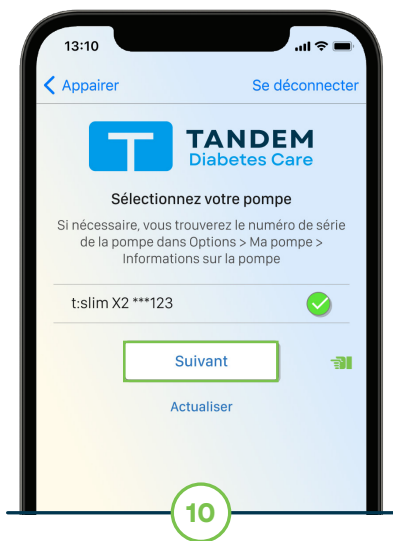 13:10
Appairer
Se déconnecter
TANDEM
Diabetes Care
Sélectionnez votre pompe
Si nécessaire, vous trouverez le numéro de série
de la pompe dans Options > Ma pompe >
Informations sur la pompe
t:slim X2 ***123
Suivant
Actualiser
10